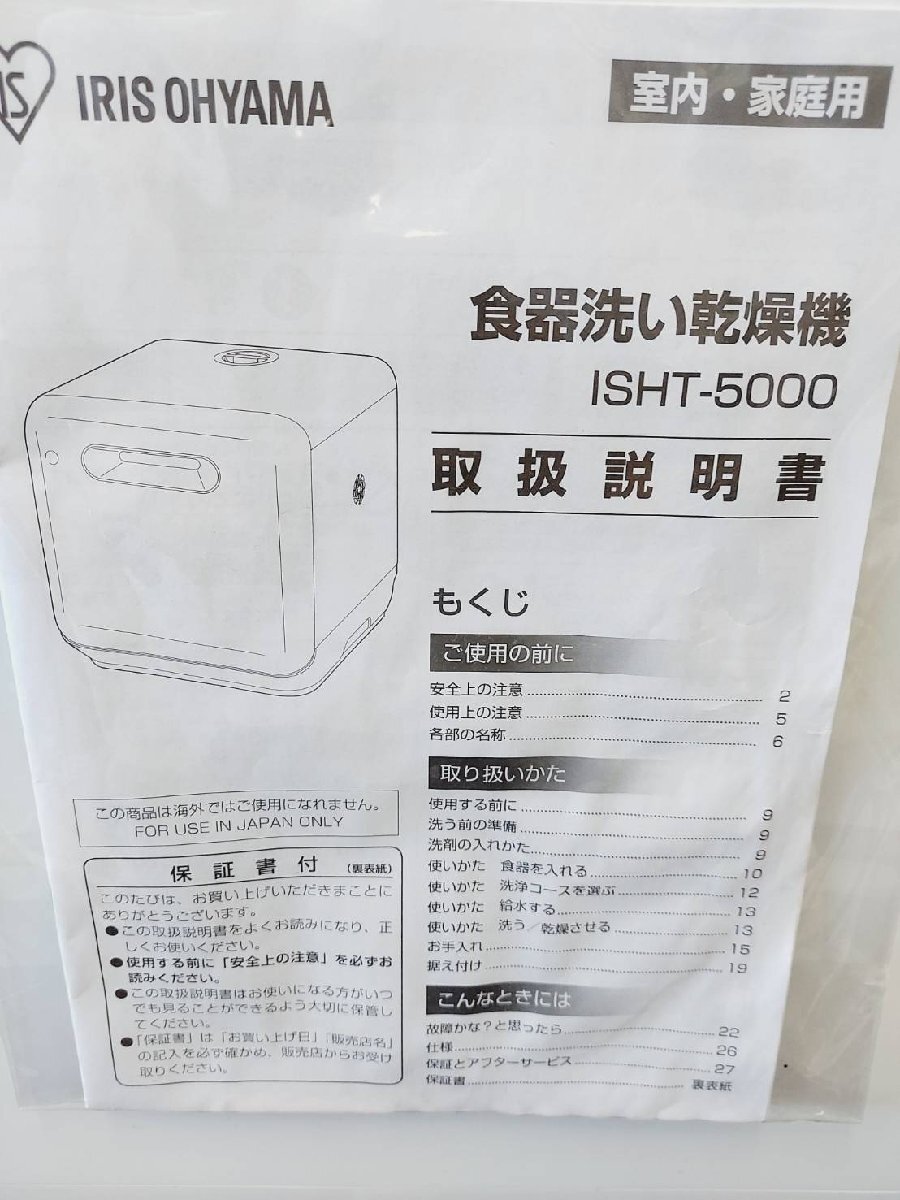 IS
IRIS OHYAMA
室内・家庭用
食器洗い乾燥機
ISHT-5000
取扱説明書
もくじ
ご使用の前に
安全上の注意 2
使用上の注意 5
各部の名称 6
取り扱いかた
使用する前に 9
洗う前の準備 9
洗剤の入れかた 9
使いかた 食器を入れる 10
使いかた 洗浄コースを選ぶ 12
使いかた 給水する 13
使いかた 洗う/乾燥させる 13
お手入れ 15
据え付け 19
こんなときには
故障かな?と思ったら 22
仕様 26
保証とアフターサービス 27
保証書 裏表紙
この商品は海外ではご使用になれません。
FOR USE IN JAPAN ONLY
保証書付(裏表紙)
このたびは、お買い上げいただきまことに
ありがとうございます。
●この取扱説明書をよくお読みになり、正
しくお使いください。
●使用する前に「安全上の注意」を必ずお
読みください。
●この取扱説明書はお使いになる方がいつ
でも見ることができるよう大切に保管し
てください。
●「保証書」は「お買い上げ日」「販売店名」
の記入を必ず確かめ、販売店からお受け
取りください。